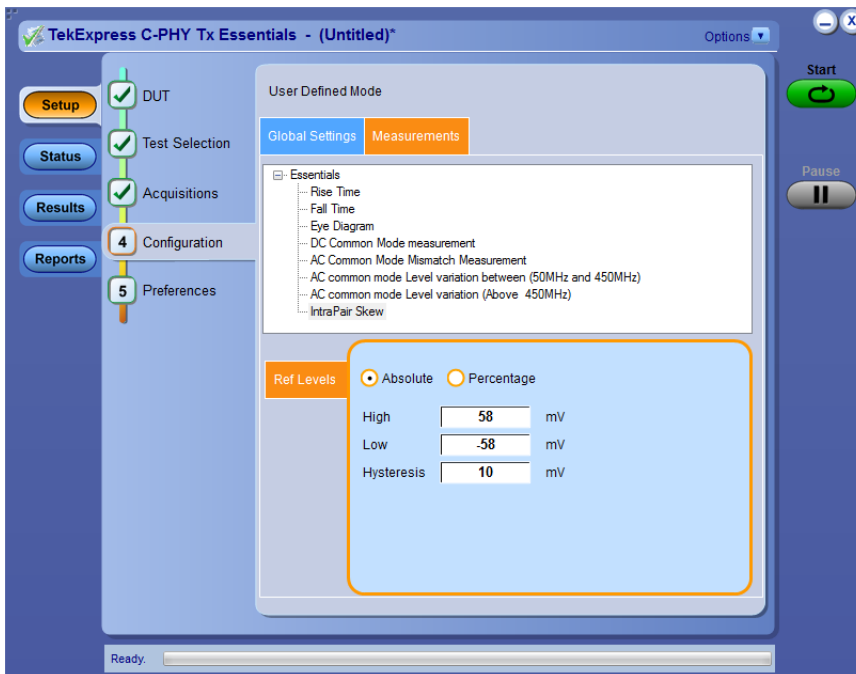 TekExpress C-PHY Tx Essentials - (Untitled)*
Options
Start
Pause
Setup
Status
Results
Reports
DUT
Test Selection
Acquisitions
4 Configuration
5 Preferences
User Defined Mode
Global Settings Measurements
Essentials
Rise Time
Fall Time
Eye Diagram
DC Common Mode measurement
AC Common Mode Mismatch Measurement
AC common mode Level variation between (50MHz and 450MHz)
AC common mode Level variation (Above 450MHz)
IntraPair Skew
Ref Levels
Absolute Percentage
High 58 mV
Low -58 mV
Hysteresis 10 mV
Ready.